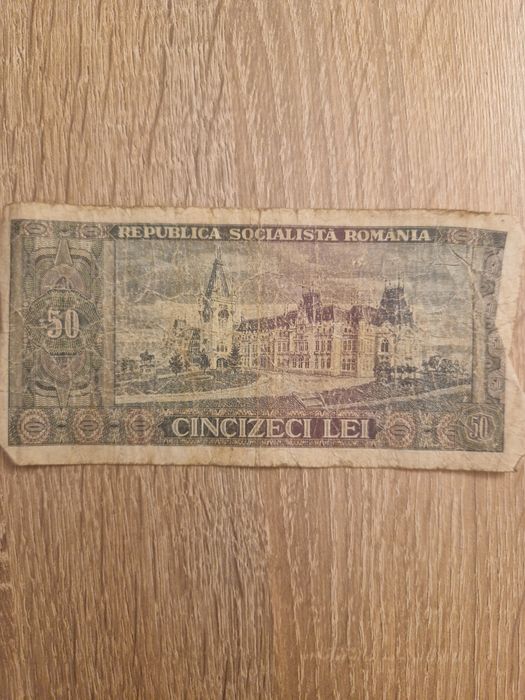 REPUBLICA SOCIALISTĂ ROMÂNIA
50
CINCIZECI LEI
50